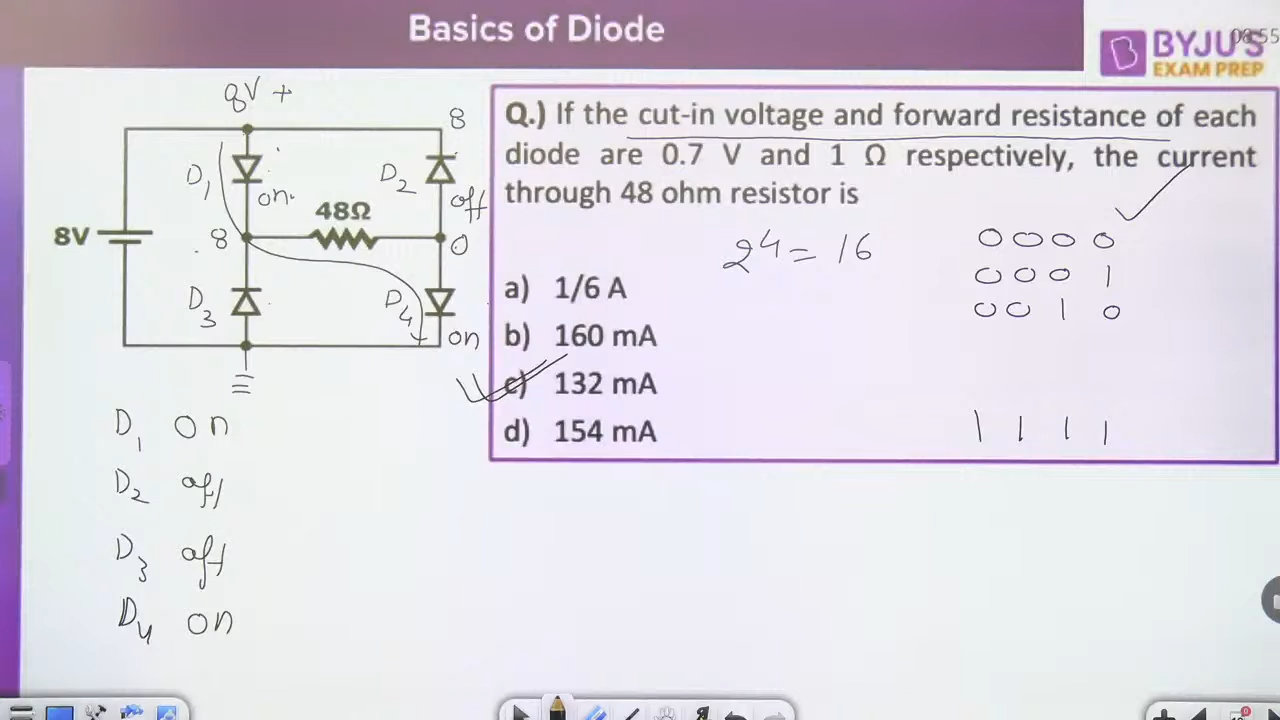 Basics of Diode
08:55
BYJU'S
EXAM PREP
8V +
8
D1
on
D2
off
48Ω
8V
8
0
D3
D4
on
Q.) If the cut-in voltage and forward resistance of each
diode are 0.7 V and 1 Ω respectively, the current
through 48 ohm resistor is
2^4 = 16
0 0 0 0
0 0 0 1
0 0 1 0
1 1 1 1
a) 1/6 A
b) 160 mA
c) 132 mA
d) 154 mA
D1 on
D2 off
D3 off
D4 on